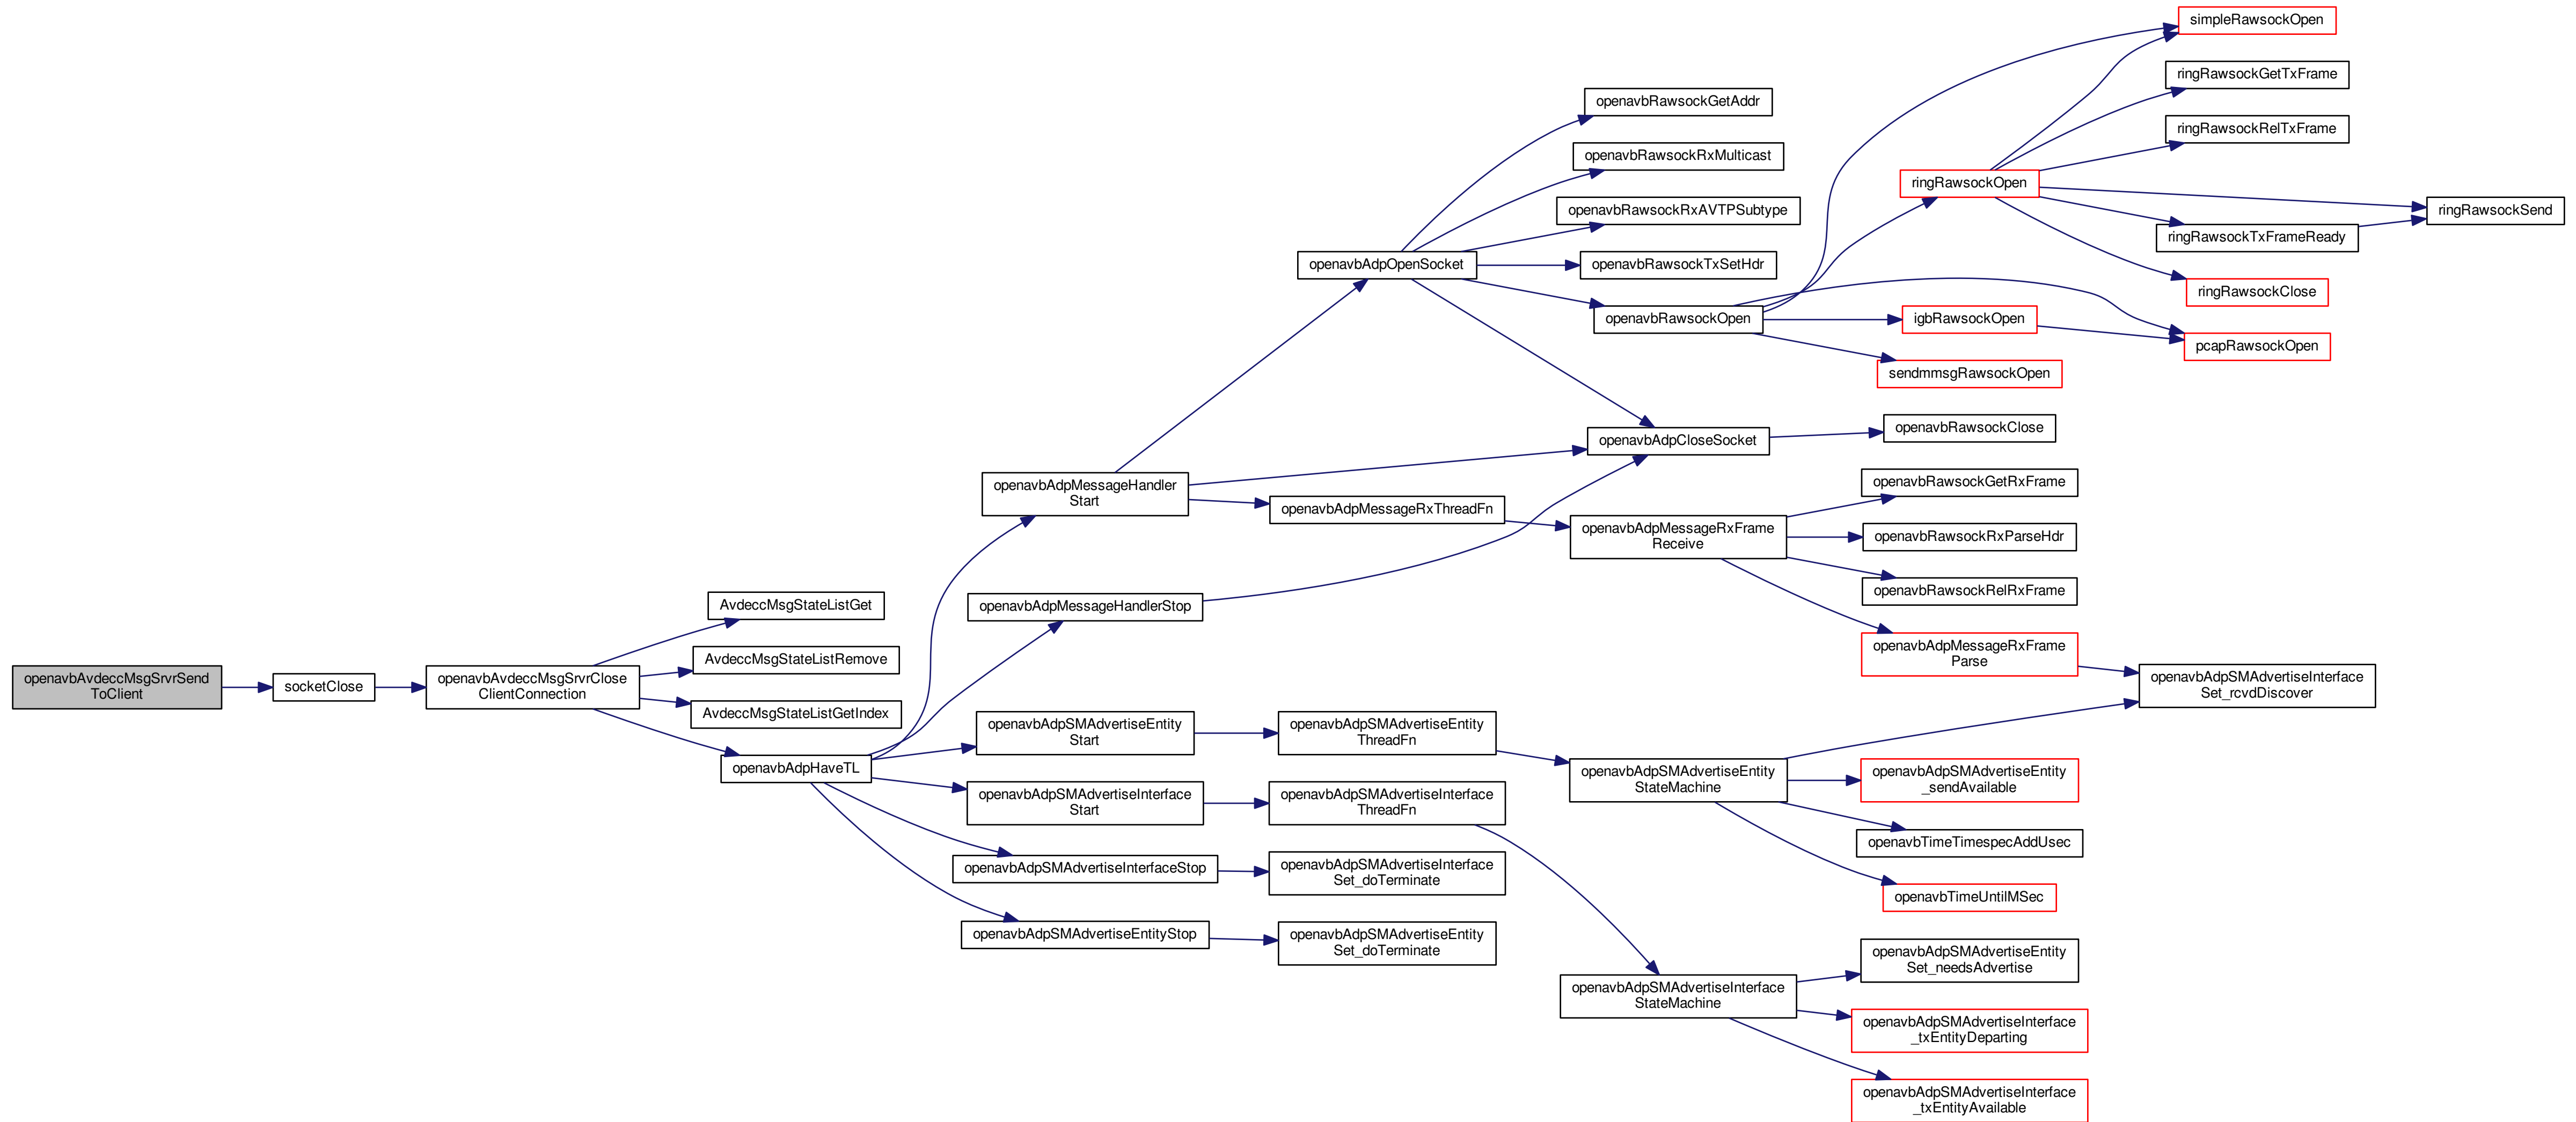 openavbAvdeccMsgSrvrSend
ToClient
socketClose
openavbAvdeccMsgSrvrClose
ClientConnection
AvdeccMsgStateListGet
AvdeccMsgStateListRemove
AvdeccMsgStateListGetIndex
openavbAdpHaveTL
openavbAdpMessageHandler
Start
openavbAdpMessageHandlerStop
openavbAdpSMAdvertiseEntity
Start
openavbAdpSMAdvertiseInterface
Start
openavbAdpSMAdvertiseInterfaceStop
openavbAdpSMAdvertiseEntityStop
openavbAdpOpenSocket
openavbAdpMessageRxThreadFn
openavbAdpSMAdvertiseEntity
ThreadFn
openavbAdpSMAdvertiseInterface
ThreadFn
openavbAdpSMAdvertiseInterface
Set_doTerminate
openavbAdpSMAdvertiseEntity
Set_doTerminate
openavbRawsockGetAddr
openavbRawsockRxMulticast
openavbRawsockRxAVTPSubtype
openavbRawsockTxSetHdr
openavbRawsockOpen
openavbAdpCloseSocket
openavbAdpMessageRxFrame
Receive
openavbAdpSMAdvertiseEntity
StateMachine
openavbAdpSMAdvertiseInterface
StateMachine
ringRawsockOpen
igbRawsockOpen
sendmmsgRawsockOpen
openavbRawsockClose
openavbRawsockGetRxFrame
openavbRawsockRxParseHdr
openavbRawsockRelRxFrame
openavbAdpMessageRxFrame
Parse
openavbAdpSMAdvertiseEntity
_sendAvailable
openavbTimeTimespecAddUsec
openavbTimeUntilMSec
openavbAdpSMAdvertiseEntity
Set_needsAdvertise
openavbAdpSMAdvertiseInterface
_txEntityDeparting
openavbAdpSMAdvertiseInterface
_txEntityAvailable
simpleRawsockOpen
ringRawsockGetTxFrame
ringRawsockRelTxFrame
ringRawsockTxFrameReady
ringRawsockClose
pcapRawsockOpen
openavbAdpSMAdvertiseInterface
Set_rcvdDiscover
ringRawsockSend